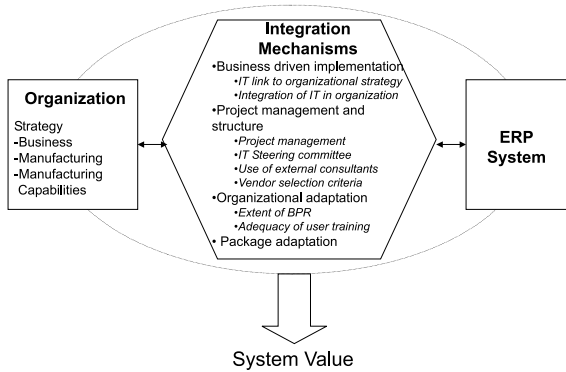 Organization
Strategy
-Business
-Manufacturing
-Manufacturing
Capabilities
Integration
Mechanisms
•Business driven implementation
•IT link to organizational strategy
•Integration of IT in organization
•Project management and
structure
•Project management
•IT Steering committee
•Use of external consultants
•Vendor selection criteria
•Organizational adaptation
•Extent of BPR
•Adequacy of user training
• Package adaptation
ERP
System
System Value